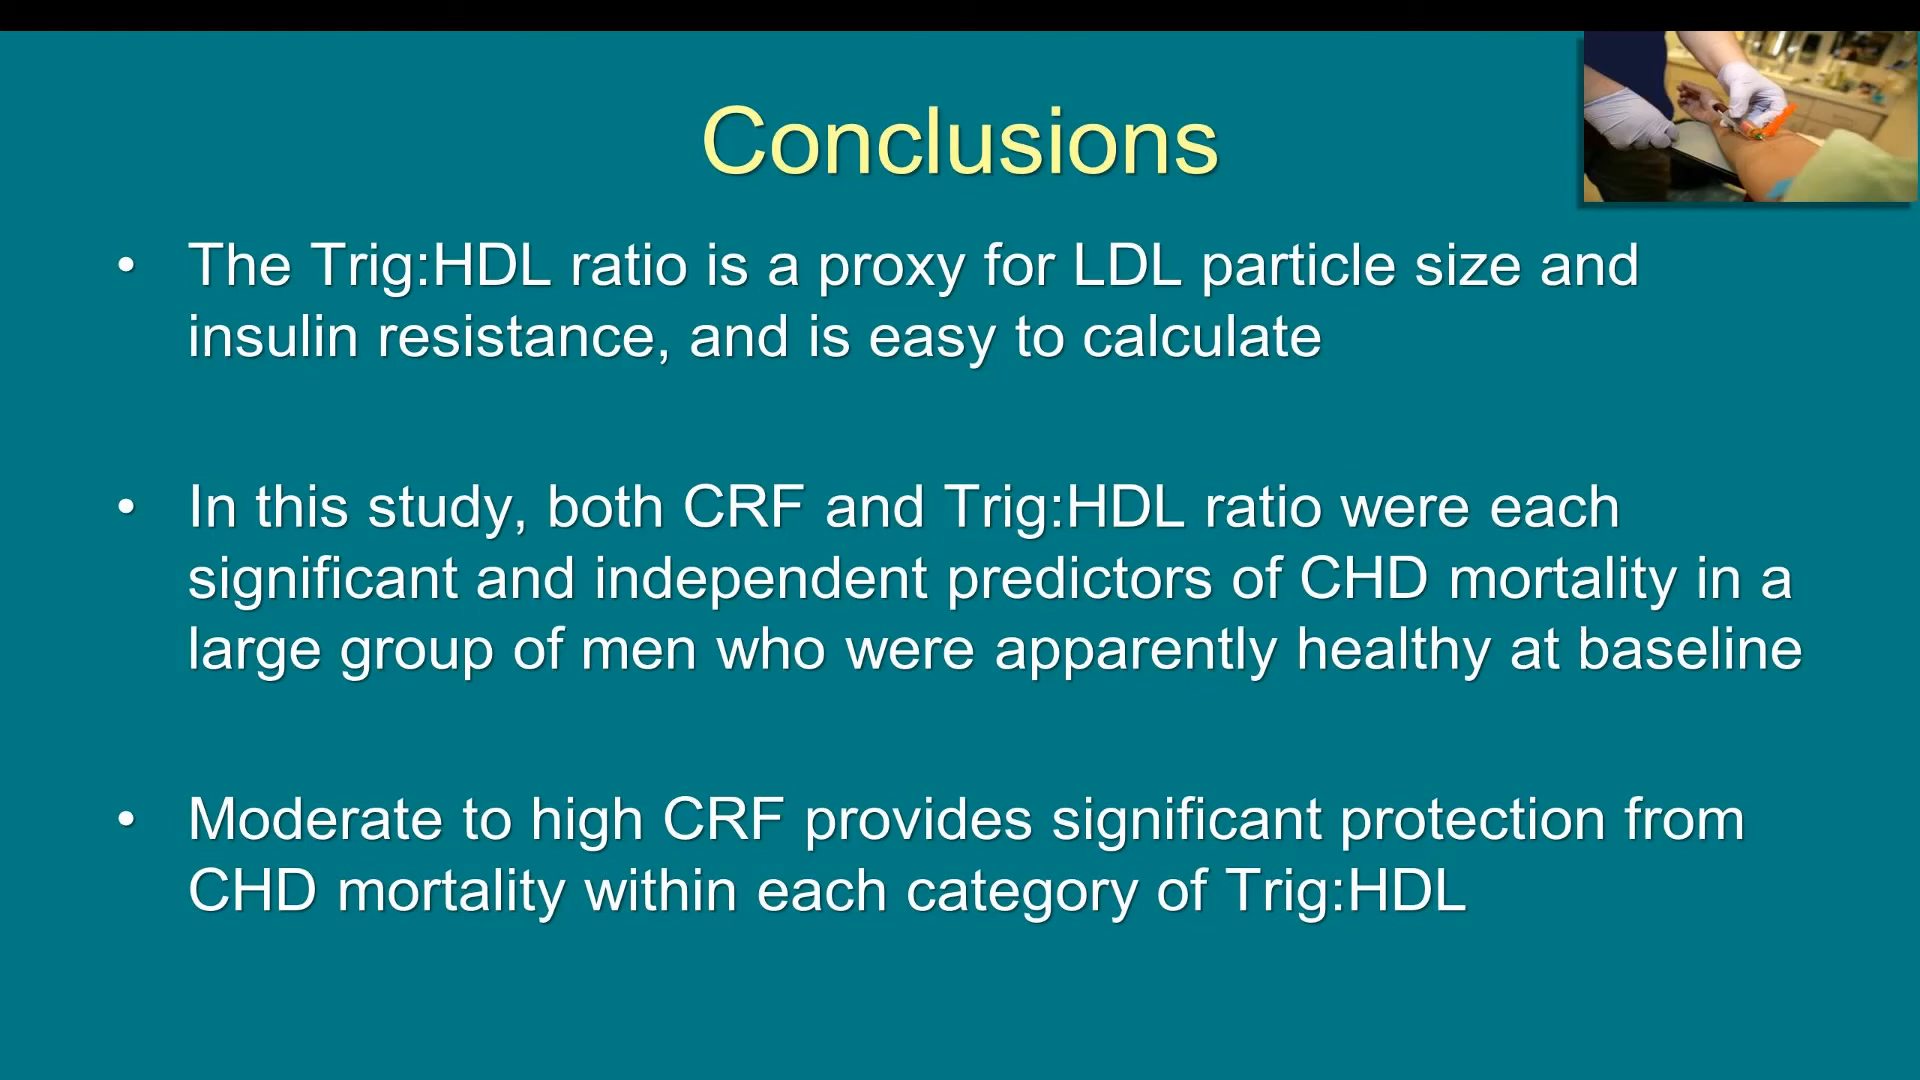 Conclusions
• The Trig:HDL ratio is a proxy for LDL particle size and
insulin resistance, and is easy to calculate
• In this study, both CRF and Trig:HDL ratio were each
significant and independent predictors of CHD mortality in a
large group of men who were apparently healthy at baseline
• Moderate to high CRF provides significant protection from
CHD mortality within each category of Trig:HDL